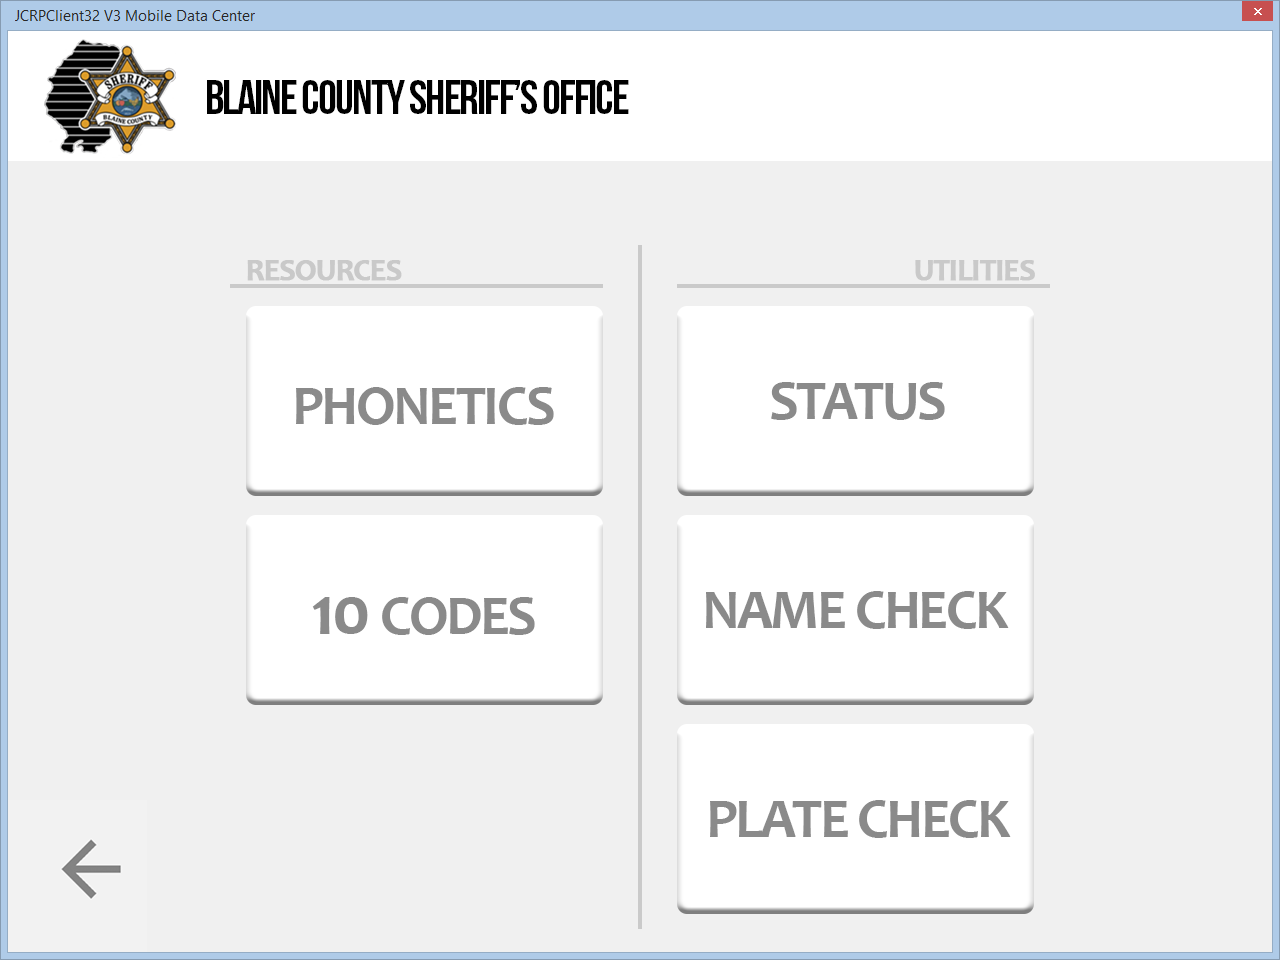 JCRPClient32 V3 Mobile Data Center
SHERIFF
BLAINE COUNTY
BLAINE COUNTY SHERIFF'S OFFICE
RESOURCES
PHONETICS
10 CODES
UTILITIES
STATUS
NAME CHECK
PLATE CHECK